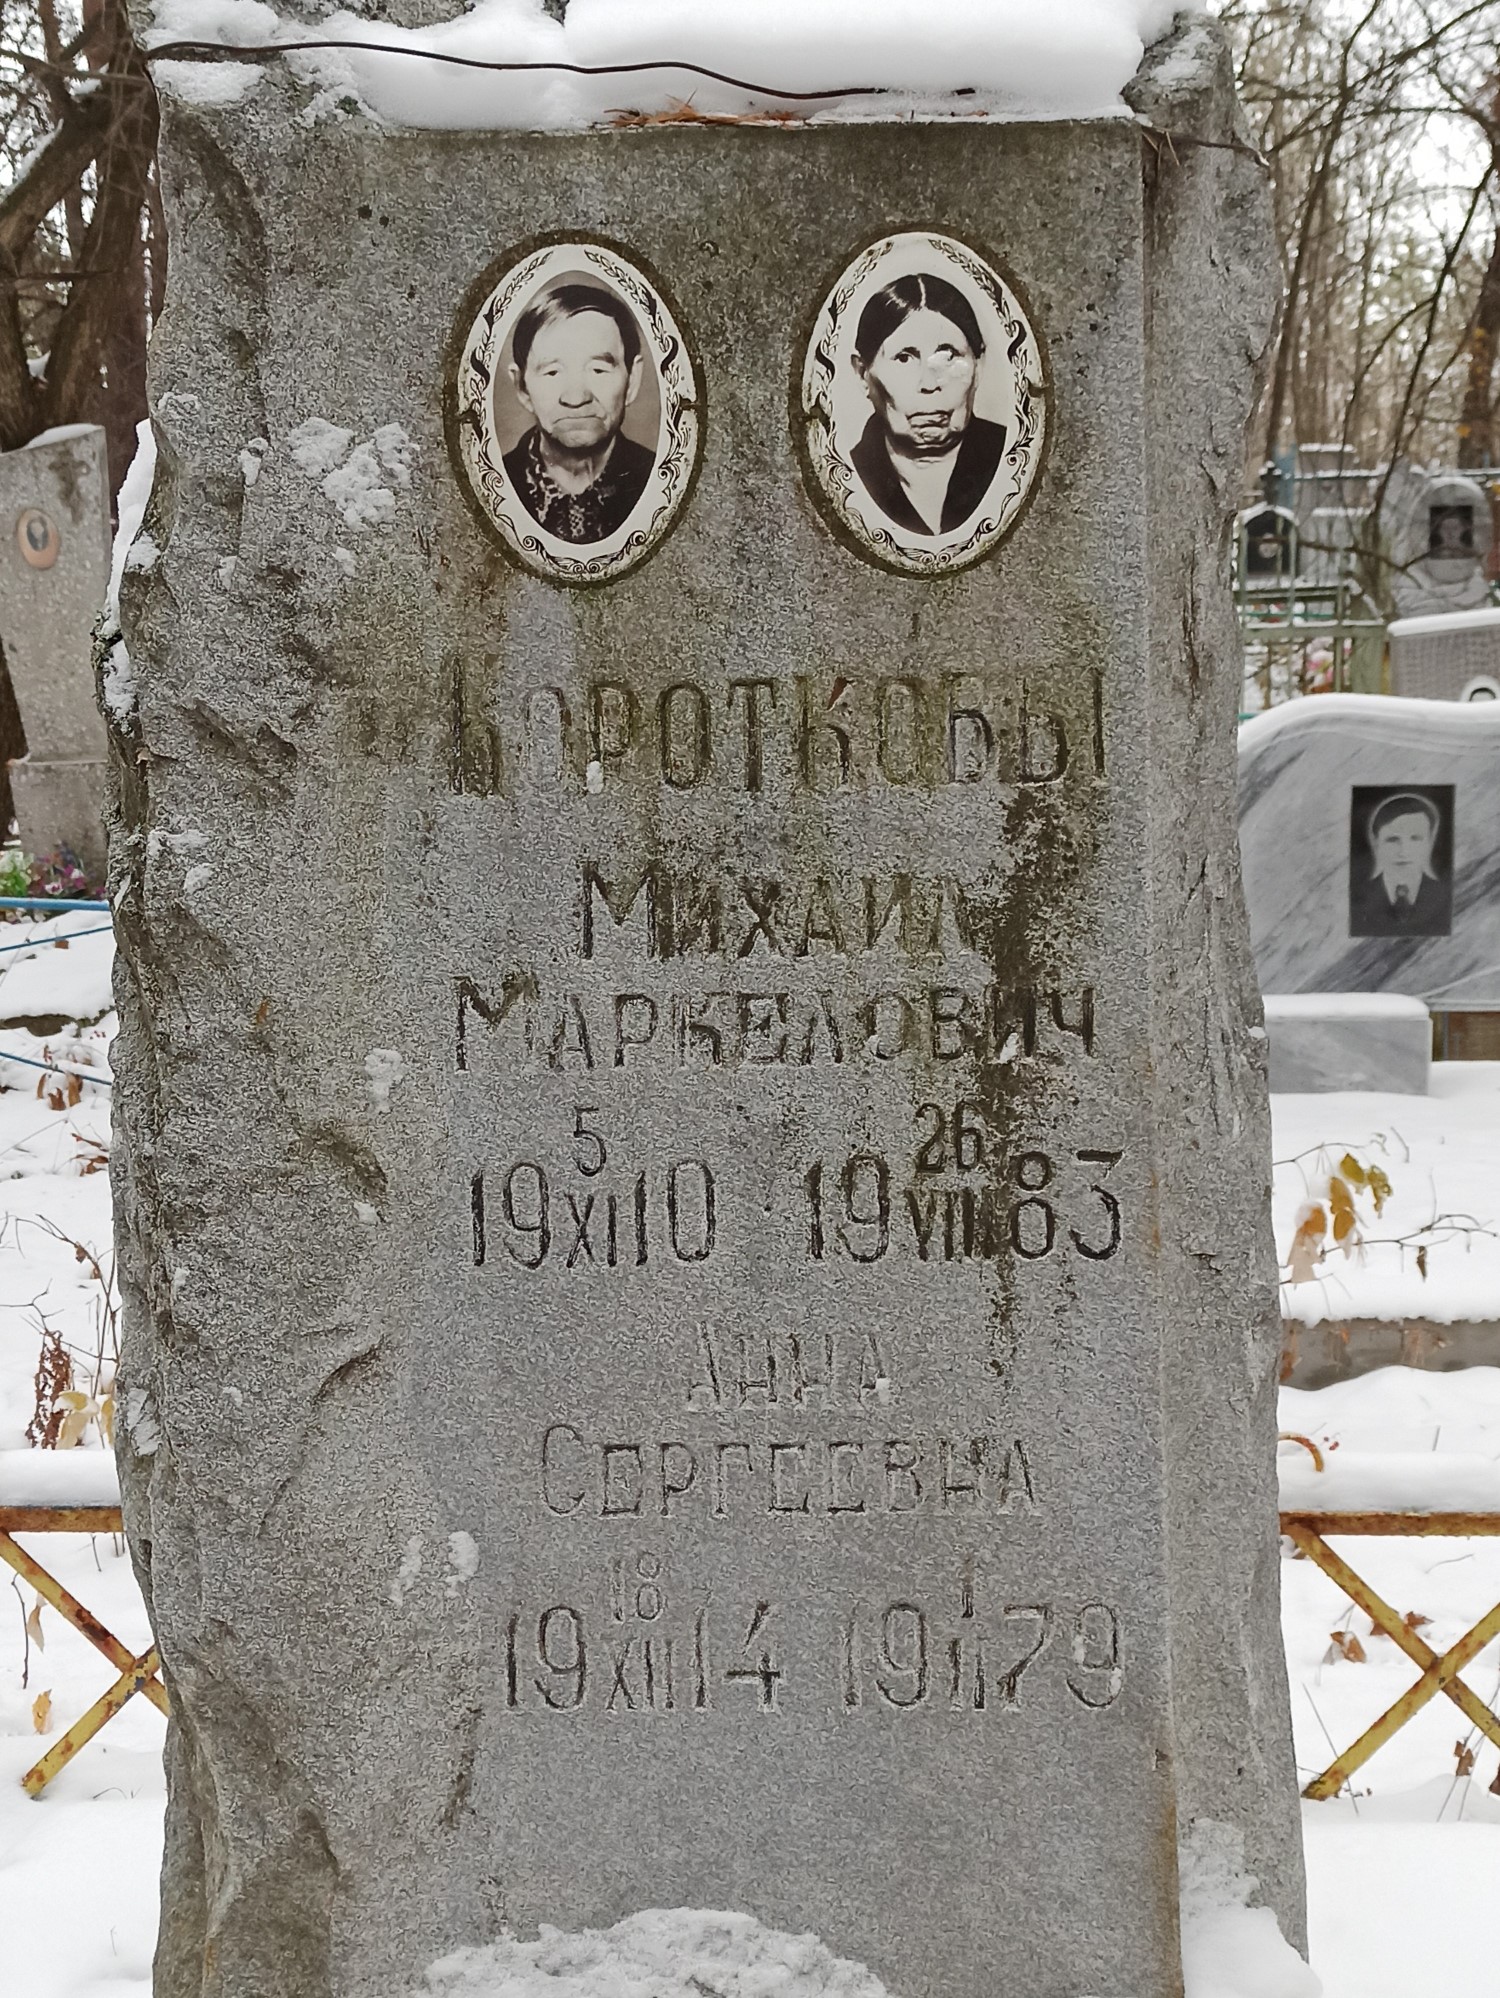 КОРОТКОВЫ
МИХАИЛ
МАРКЕЛОВИЧ
19 5/XI 10 19 26/VIII 83
АННА
СЕРГЕЕВНА
19 18/XII 14 19 1/II 79